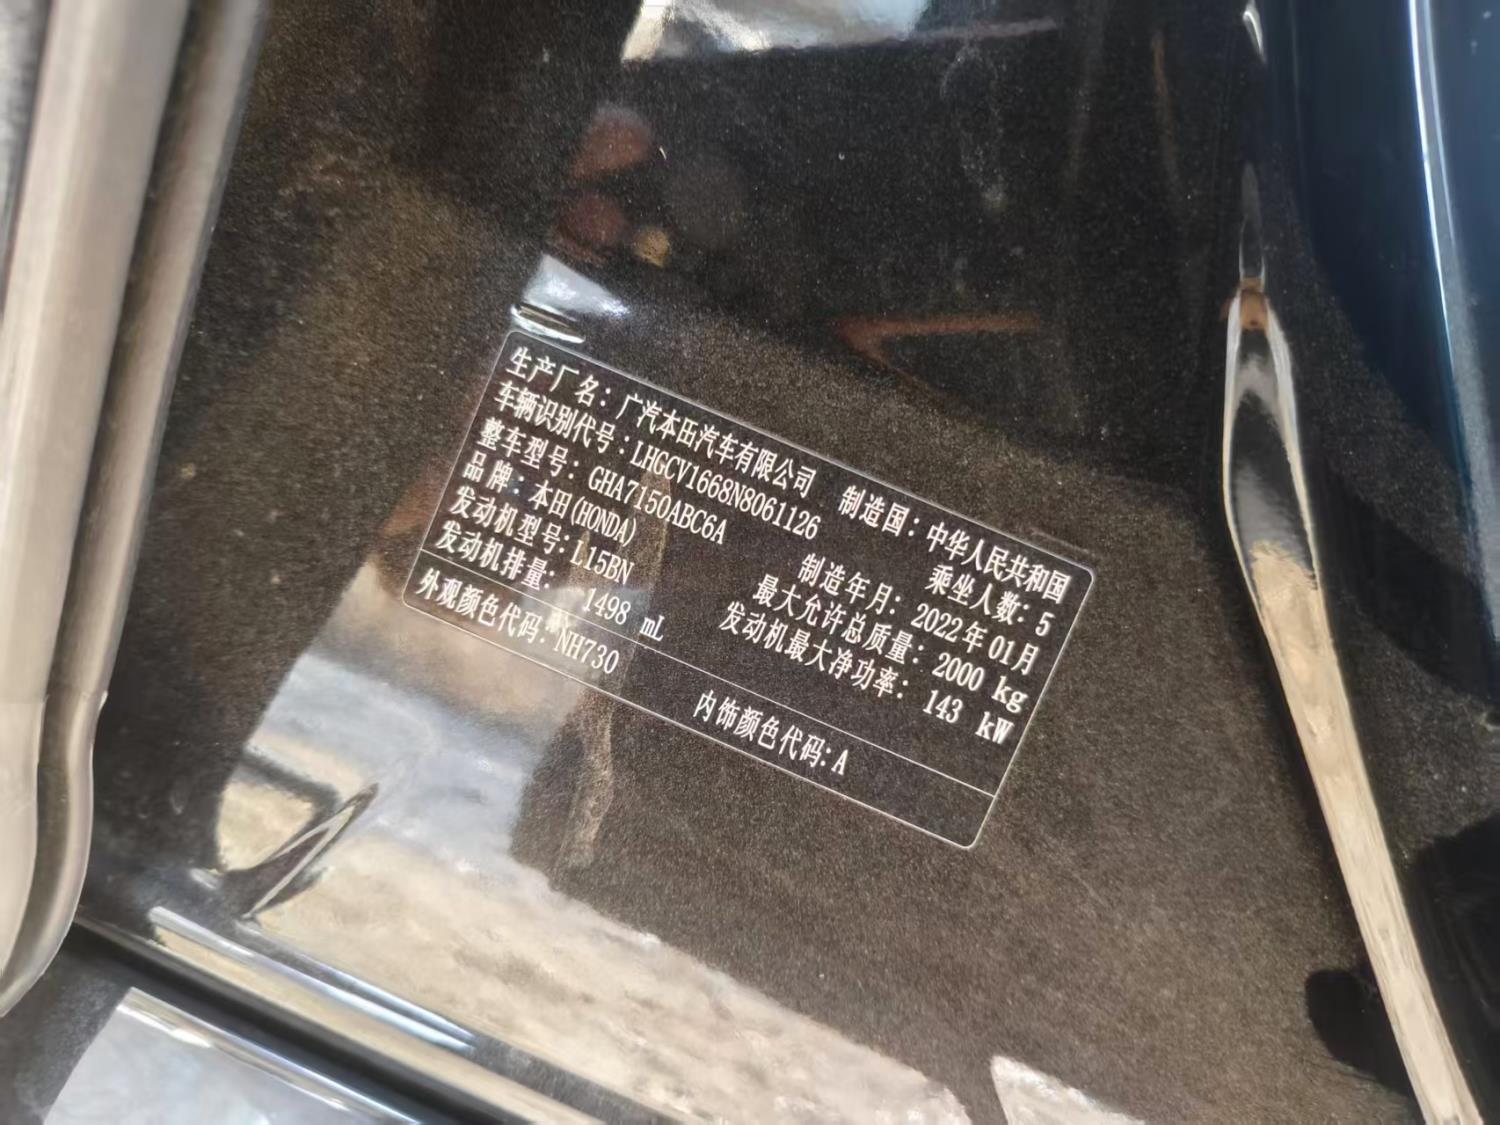 生产厂名：广汽本田汽车有限公司 制造国：中华人民共和国
车辆识别代号：LHGCV1668N8061126 乘坐人数：5
整车型号：GHA7150ABC6A 制造年月：2022年01月
品牌：本田(HONDA) 最大允许总质量：2000 kg
发动机型号：L15BN 发动机最大净功率：143 kW
发动机排量：1498 mL
外观颜色代码：NH730 内饰颜色代码：A